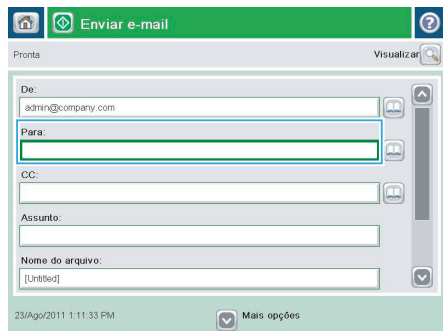 Enviar e-mail
?
Pronta
Visualizar
De:
admin@company.com
Para:
CC:
Assunto:
Nome do arquivo:
[Untitled]
23/Ago/2011 1:11:33 PM
Mais opções